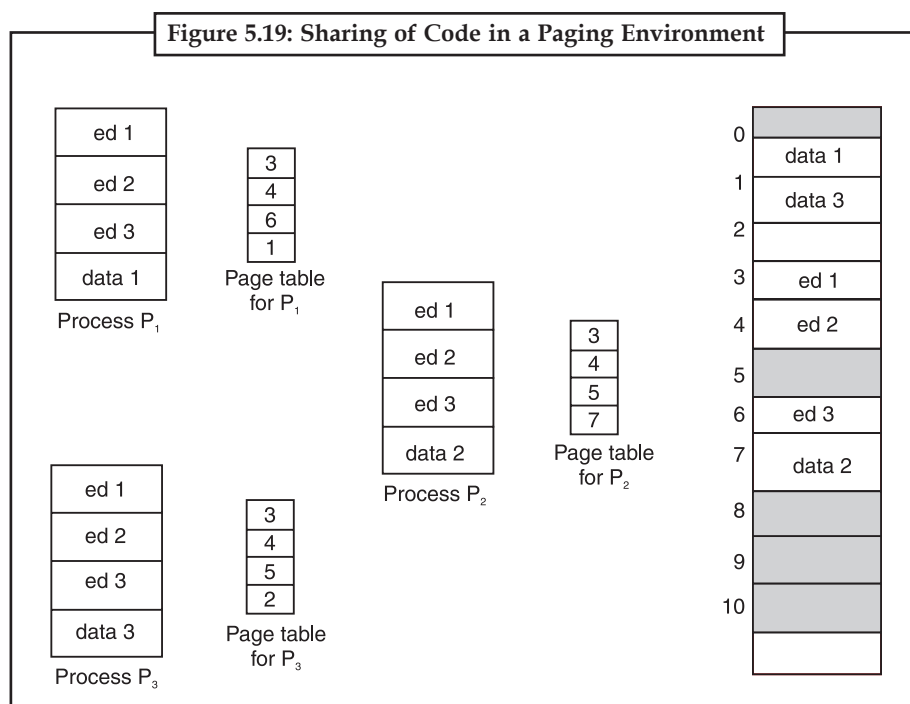 Figure 5.19: Sharing of Code in a Paging Environment
ed 1
ed 2
ed 3
data 1
Process P₁
3
4
6
1
Page table
for P₁
ed 1
ed 2
ed 3
data 2
Process P₂
3
4
5
7
Page table
for P₂
ed 1
ed 2
ed 3
data 3
Process P₃
3
4
5
2
Page table
for P₃
0
data 1
1
data 3
2
3
ed 1
4
ed 2
5
6
ed 3
7
data 2
8
9
10